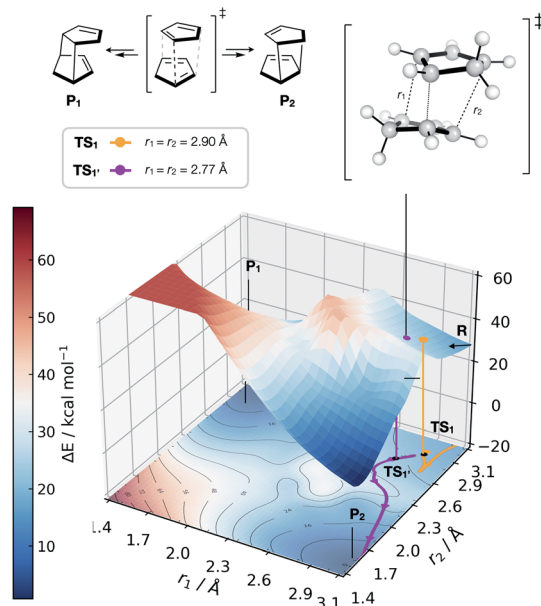 ‡
‡
P₁
P₂
r₁
r₂
TS₁ r₁ = r₂ = 2.90 Å
TS₁' r₁ = r₂ = 2.77 Å
ΔE / kcal mol⁻¹
60
50
40
30
20
10
P₁
R
TS₁
TS₁'
P₂
60
40
20
0
−20
1.4
1.7
2.0
2.3
2.6
2.9
3.1
r₁ / Å
1.4
1.7
2.0
2.3
2.6
2.9
3.1
r₂ / Å